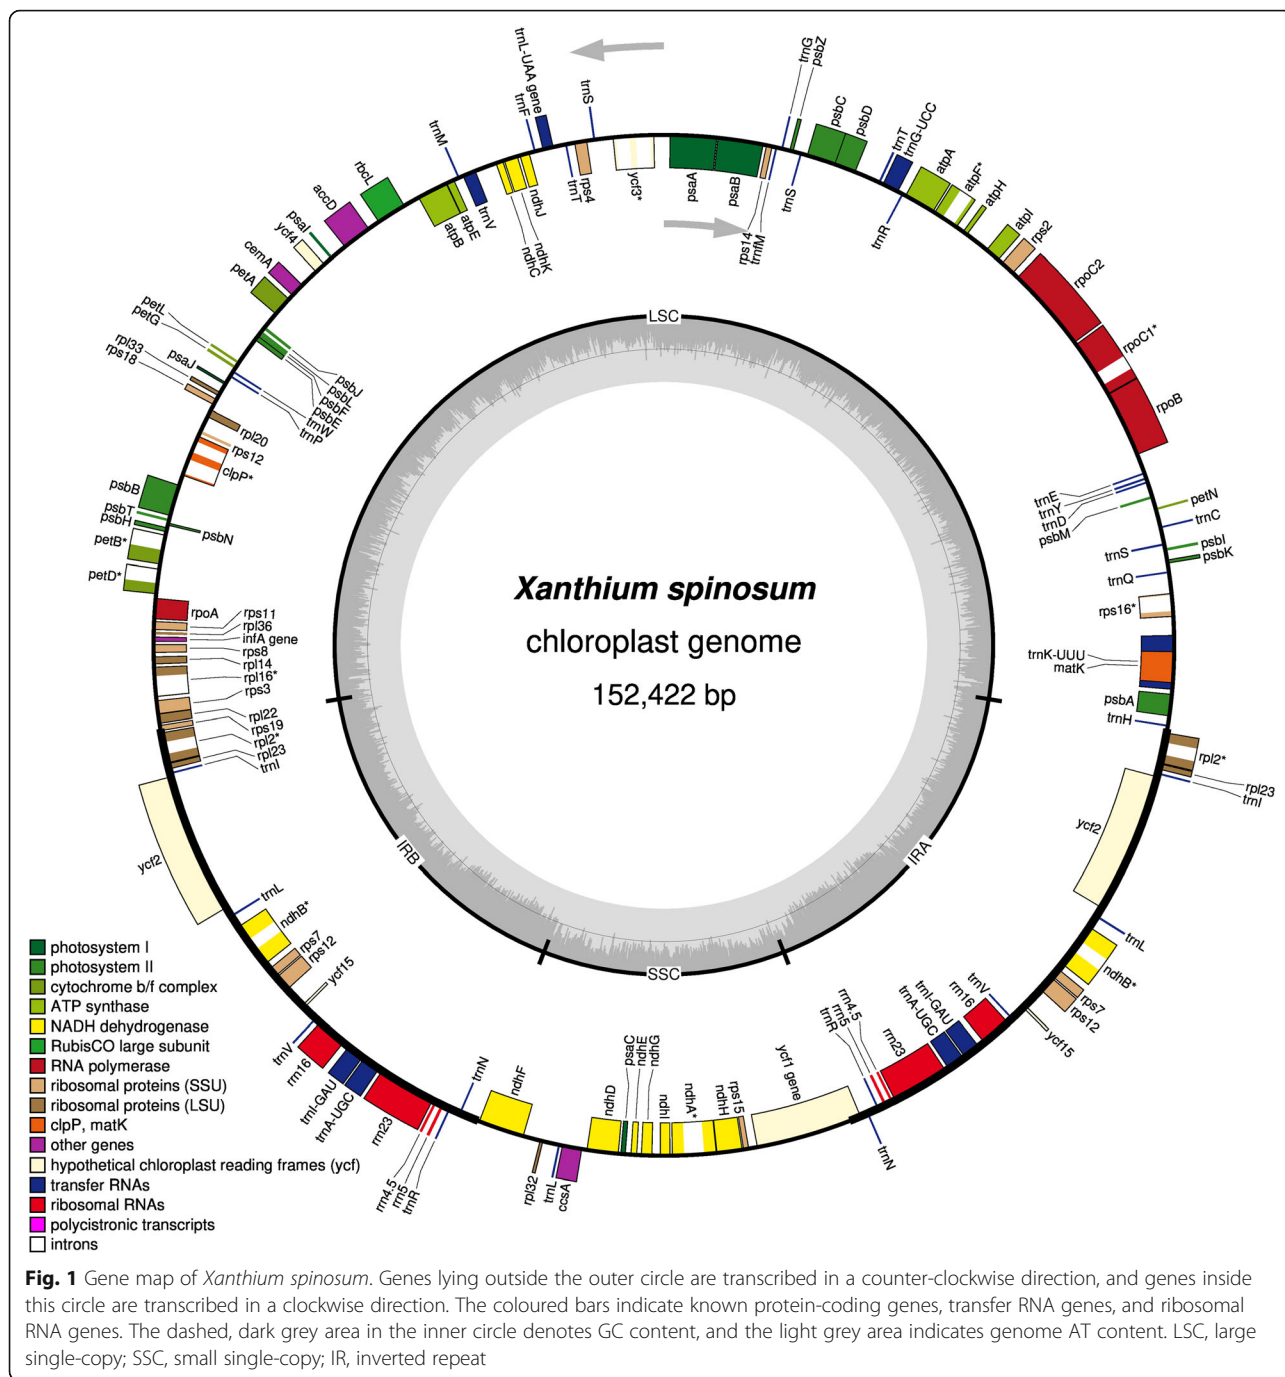 trnL-UAA gene
trnF
trnS
trnG
psbZ
psbC
psbD
trnT
trnG-UCC
atpA
atpF*
atpH
atpI
rps2
rpoC2
rpoC1*
rpoB
trnM
rbcL
accD
psaI
ycf4
cemA
petA
petL
petG
psaJ
rpl33
rps18
trnV
atpE
atpB
ndhJ
ndhK
ndhC
trnT
rps4
ycf3*
psaA
psaB
rps14
trnfM
trnS
trnR
LSC
psbJ
psbL
psbF
psbE
trnW
trnP
rpl20
rps12
clpP*
psbB
psbT
psbH
psbN
petB*
petD*
trnE
trnY
trnD
psbM
petN
trnC
trnS
psbI
psbK
trnQ
rps16*
Xanthium spinosum
chloroplast genome
152,422 bp
rpoA
rps11
rpl36
infA gene
rps8
rpl14
rpl16*
rps3
rpl22
rps19
rpl2*
rpl23
trnI
trnK-UUU
matK
psbA
trnH
rpl2*
rpl23
trnI
ycf2
ycf2
IRB
IRA
SSC
trnL
ndhB*
rps7
rps12
ycf15
trnL
ndhB*
rps7
rps12
ycf15
trnV
rrn16
trnI-GAU
trnA-UGC
rrn23
rrn4.5
rrn5
trnR
trnN
ndhF
rpl32
trnL
ccsA
ndhD
psaC
ndhE
ndhG
ndhI
ndhA*
ndhH
rps15
ycf1 gene
trnN
trnR
rrn5
rrn4.5
rrn23
trnA-UGC
trnI-GAU
rrn16
trnV
photosystem I
photosystem II
cytochrome b/f complex
ATP synthase
NADH dehydrogenase
RubisCO large subunit
RNA polymerase
ribosomal proteins (SSU)
ribosomal proteins (LSU)
clpP, matK
other genes
hypothetical chloroplast reading frames (ycf)
transfer RNAs
ribosomal RNAs
polycistronic transcripts
introns
Fig. 1 Gene map of Xanthium spinosum. Genes lying outside the outer circle are transcribed in a counter-clockwise direction, and genes inside
this circle are transcribed in a clockwise direction. The coloured bars indicate known protein-coding genes, transfer RNA genes, and ribosomal
RNA genes. The dashed, dark grey area in the inner circle denotes GC content, and the light grey area indicates genome AT content. LSC, large
single-copy; SSC, small single-copy; IR, inverted repeat